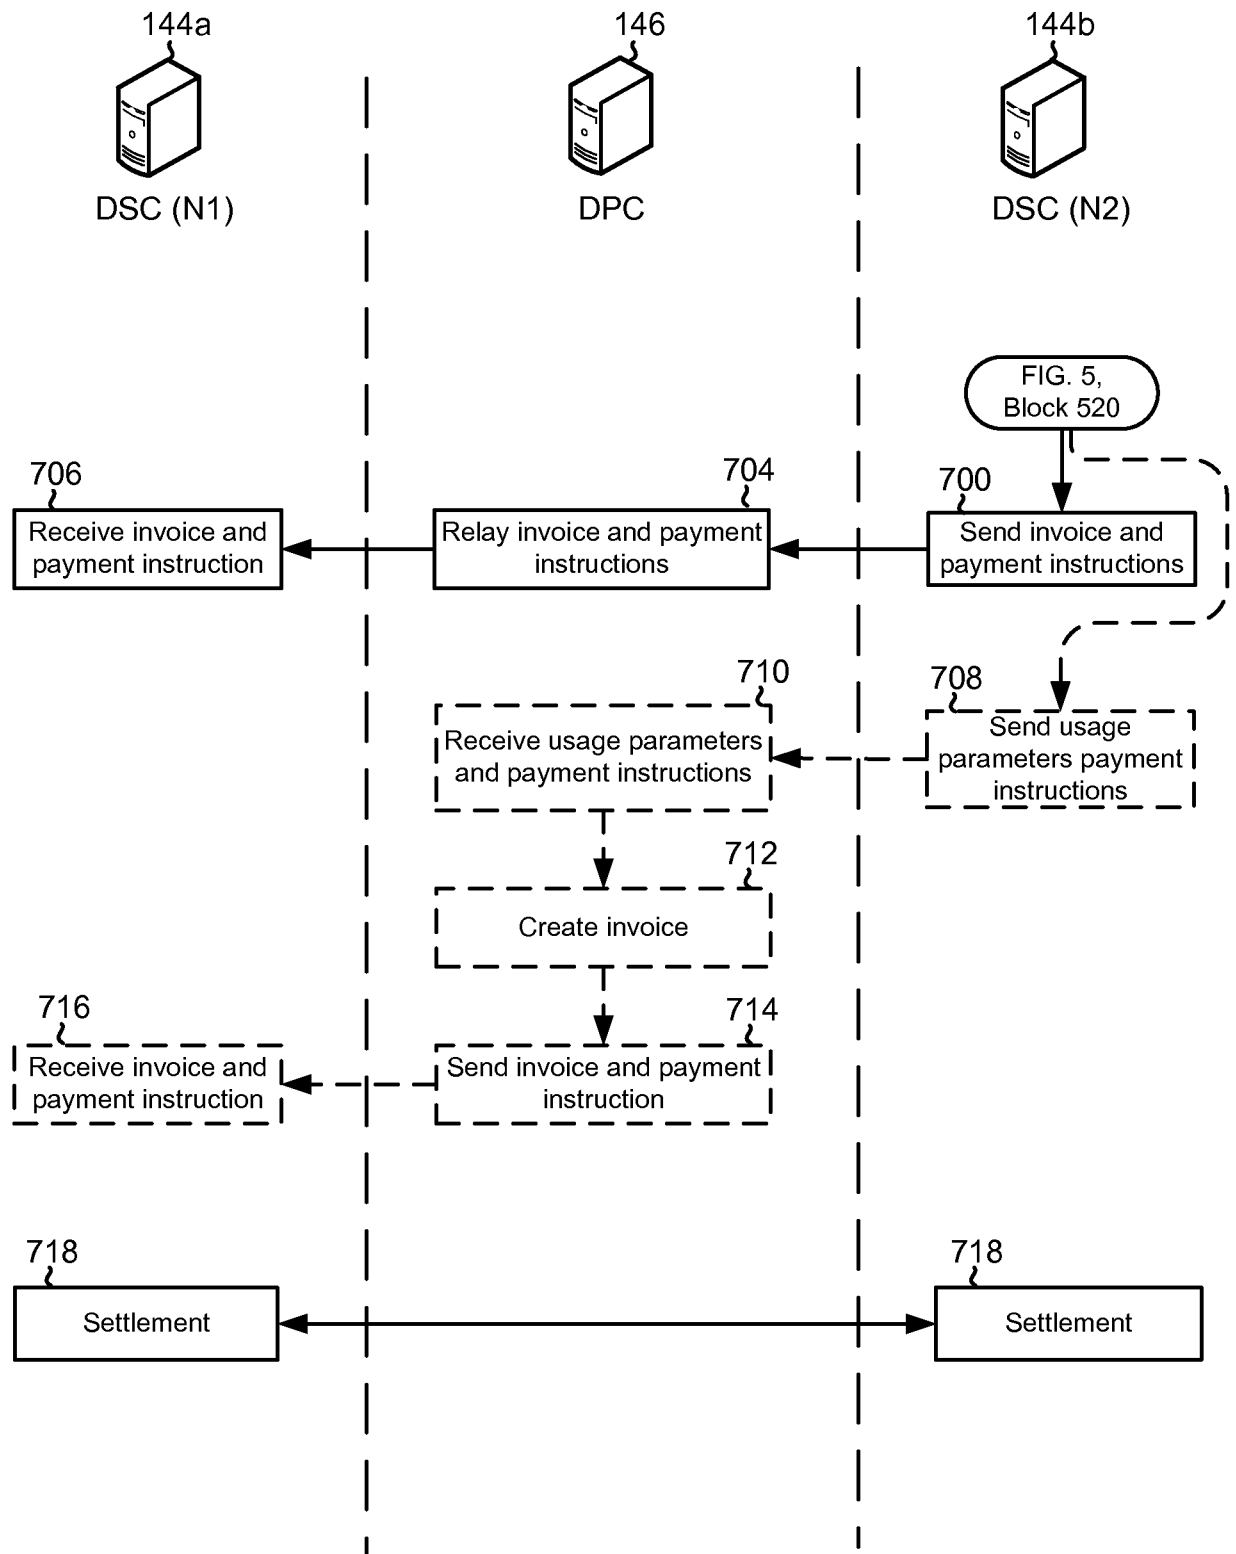 144a
146
144b
DSC (N1)
DPC
DSC (N2)
FIG. 5,
Block 520
706
Receive invoice and
payment instruction
704
Relay invoice and payment
instructions
700
Send invoice and
payment instructions
710
Receive usage parameters
and payment instructions
708
Send usage
parameters payment
instructions
712
Create invoice
716
Receive invoice and
payment instruction
714
Send invoice and payment
instruction
718
Settlement
718
Settlement